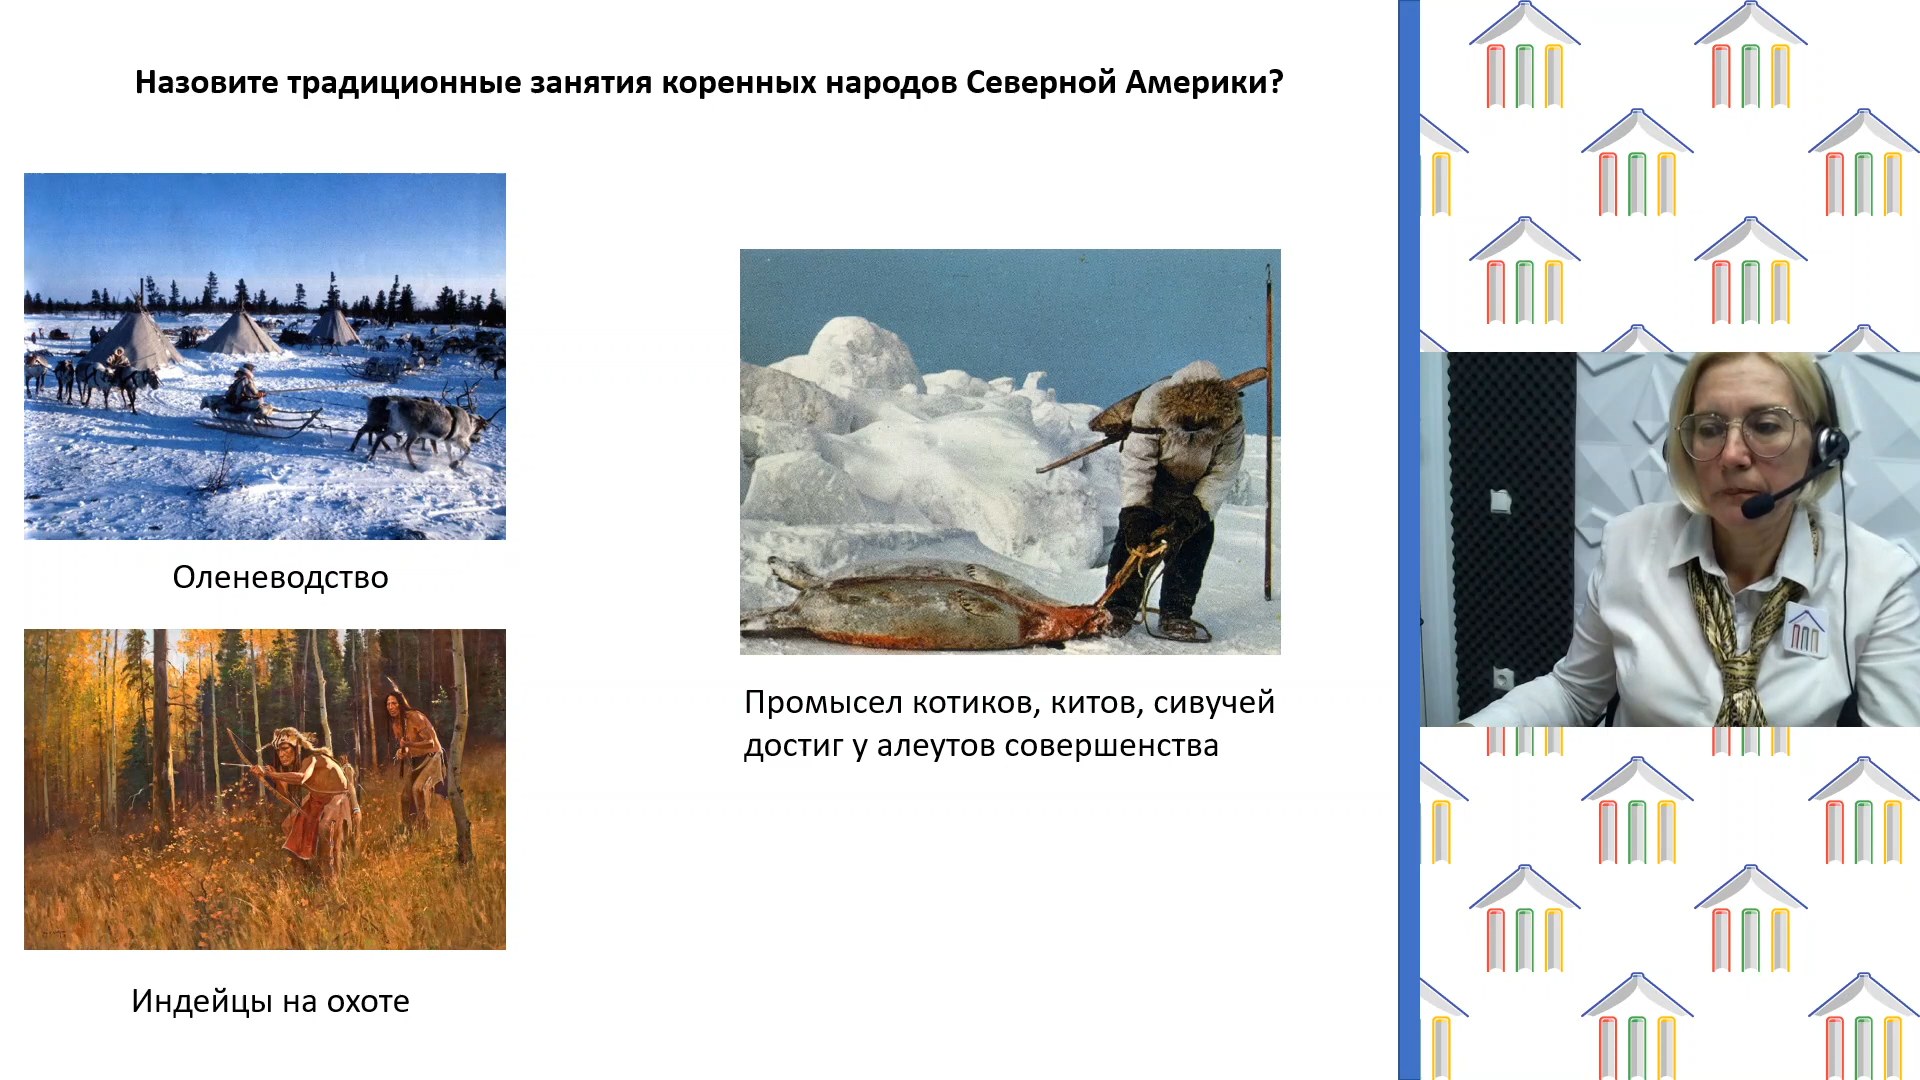 Назовите традиционные занятия коренных народов Северной Америки?
Оленеводство
Промысел котиков, китов, сивучей
достиг у алеутов совершенства
Индейцы на охоте